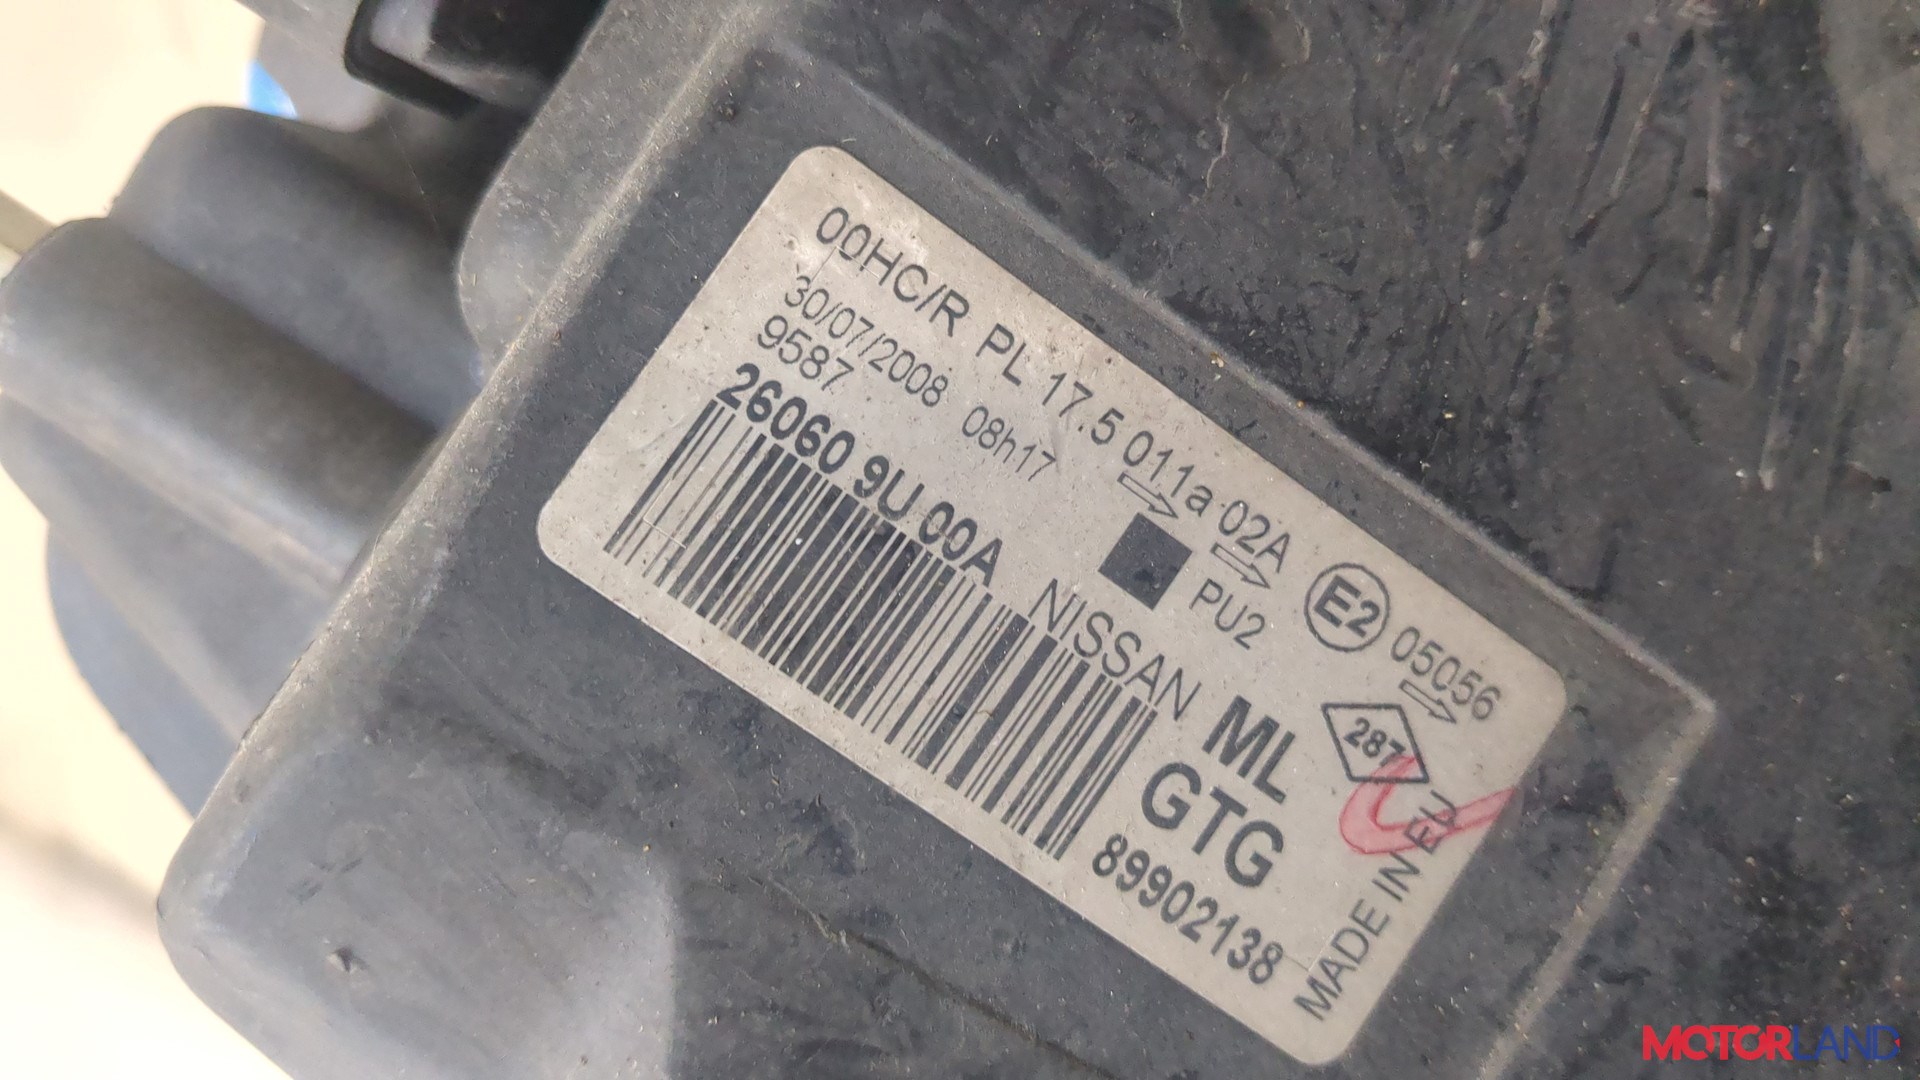 00HC/R PL 17.5 011a 02A E2 05056
30/07/2008 08h17
9587
PU2
26060 9U 00A NISSAN
ML
287
GTG
89902138
MADE IN EU
MOTORLAND